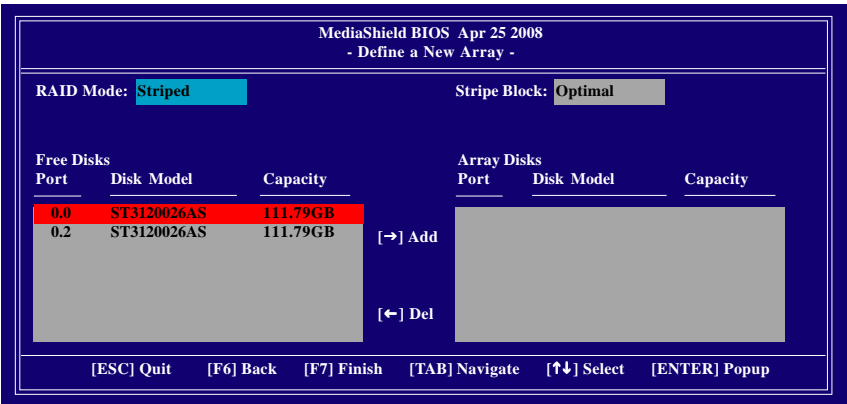 MediaShield BIOS Apr 25 2008
- Define a New Array -
RAID Mode: Striped
Stripe Block: Optimal
Free Disks
Port Disk Model Capacity
0.0 ST3120026AS 111.79GB
0.2 ST3120026AS 111.79GB
[→] Add
[←] Del
Array Disks
Port Disk Model Capacity
[ESC] Quit [F6] Back [F7] Finish [TAB] Navigate [↑↓] Select [ENTER] Popup